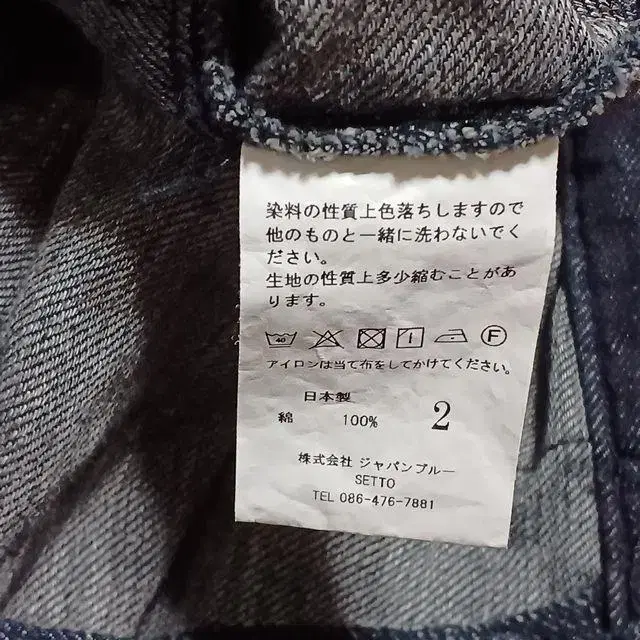 染料の性質上色落ちしますので
他のものと一緒に洗わないでく
ださい。
生地の性質上多少縮むことがあ
ります。
40 F
アイロンは当て布をしてかけてください。
日本製
綿 100% 2
株式会社 ジャパンブルー
SETTO
TEL 086-476-7881